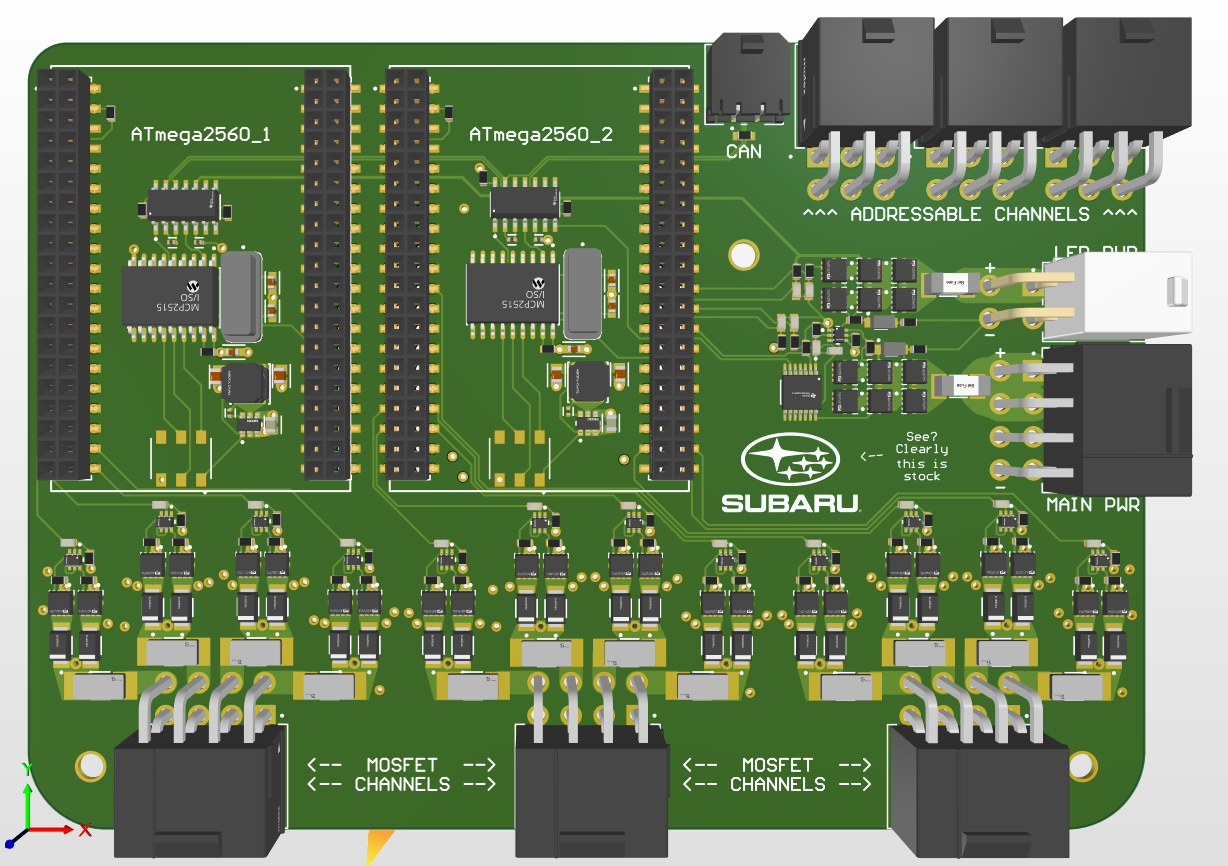 ATmega2560_1
ATmega2560_2
CAN
^^^ ADDRESSABLE CHANNELS ^^^
LED PWR
MCP2515
I/SO
MCP2515
I/SO
+
-
+
See?
Clearly
<-- this is
stock
-
SUBARU
MAIN PWR
<-- MOSFET -->
<-- CHANNELS -->
<-- MOSFET -->
<-- CHANNELS -->
Y
X